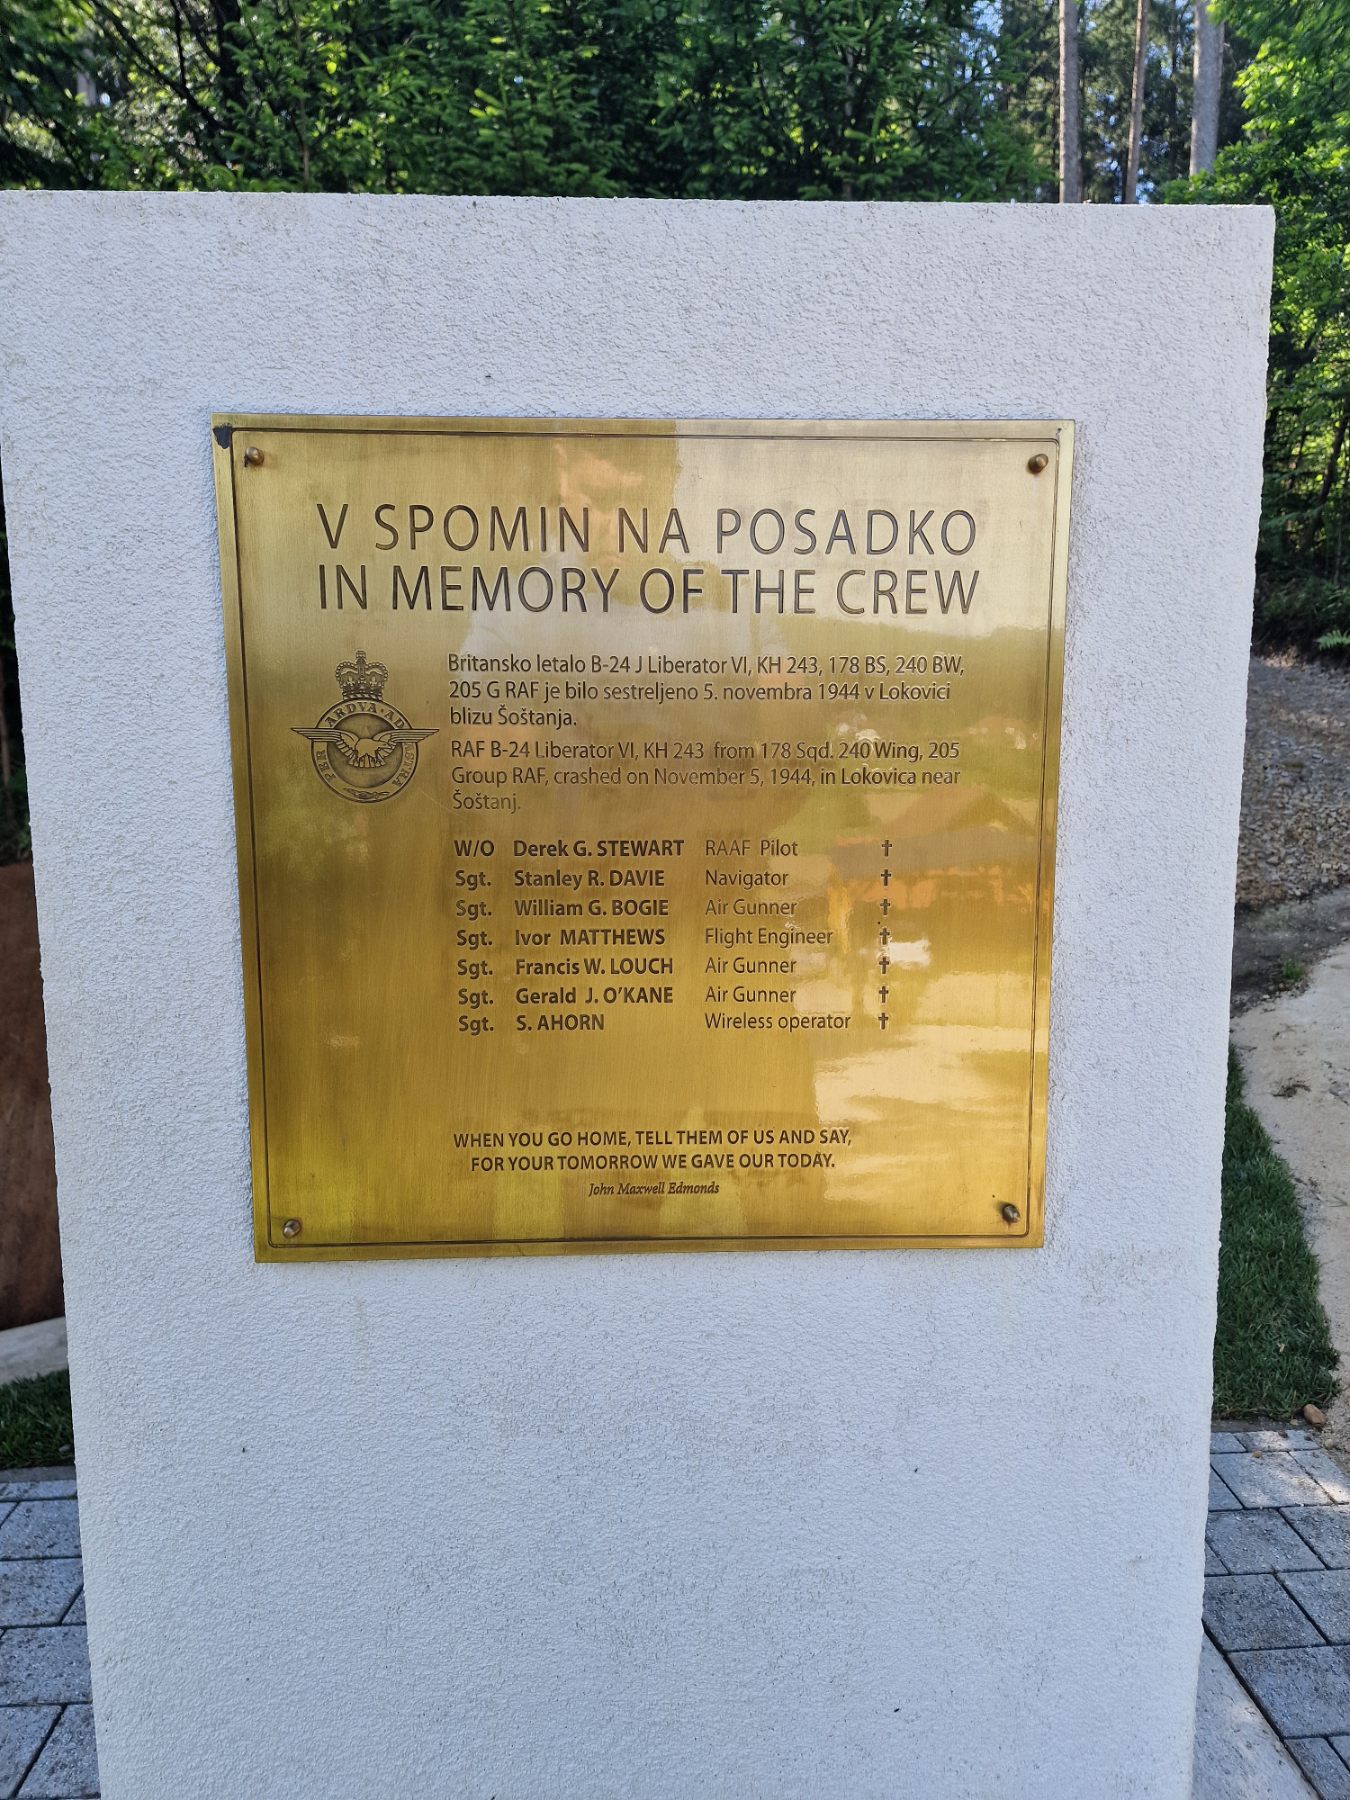 V SPOMIN NA POSADKO
IN MEMORY OF THE CREW
PER ARDVA · AD ASTRA
Britansko letalo B-24 J Liberator VI, KH 243, 178 BS, 240 BW,
205 G RAF je bilo sestreljeno 5. novembra 1944 v Lokovici
blizu Šoštanja.
RAF B-24 Liberator VI, KH 243 from 178 Sqd. 240 Wing, 205
Group RAF, crashed on November 5, 1944, in Lokovica near
Šoštanj.
W/O Derek G. STEWART RAAF Pilot ✝
Sgt. Stanley R. DAVIE Navigator ✝
Sgt. William G. BOGIE Air Gunner ✝
Sgt. Ivor MATTHEWS Flight Engineer ✝
Sgt. Francis W. LOUCH Air Gunner ✝
Sgt. Gerald J. O'KANE Air Gunner ✝
Sgt. S. AHORN Wireless operator ✝
WHEN YOU GO HOME, TELL THEM OF US AND SAY,
FOR YOUR TOMORROW WE GAVE OUR TODAY.
John Maxwell Edmonds